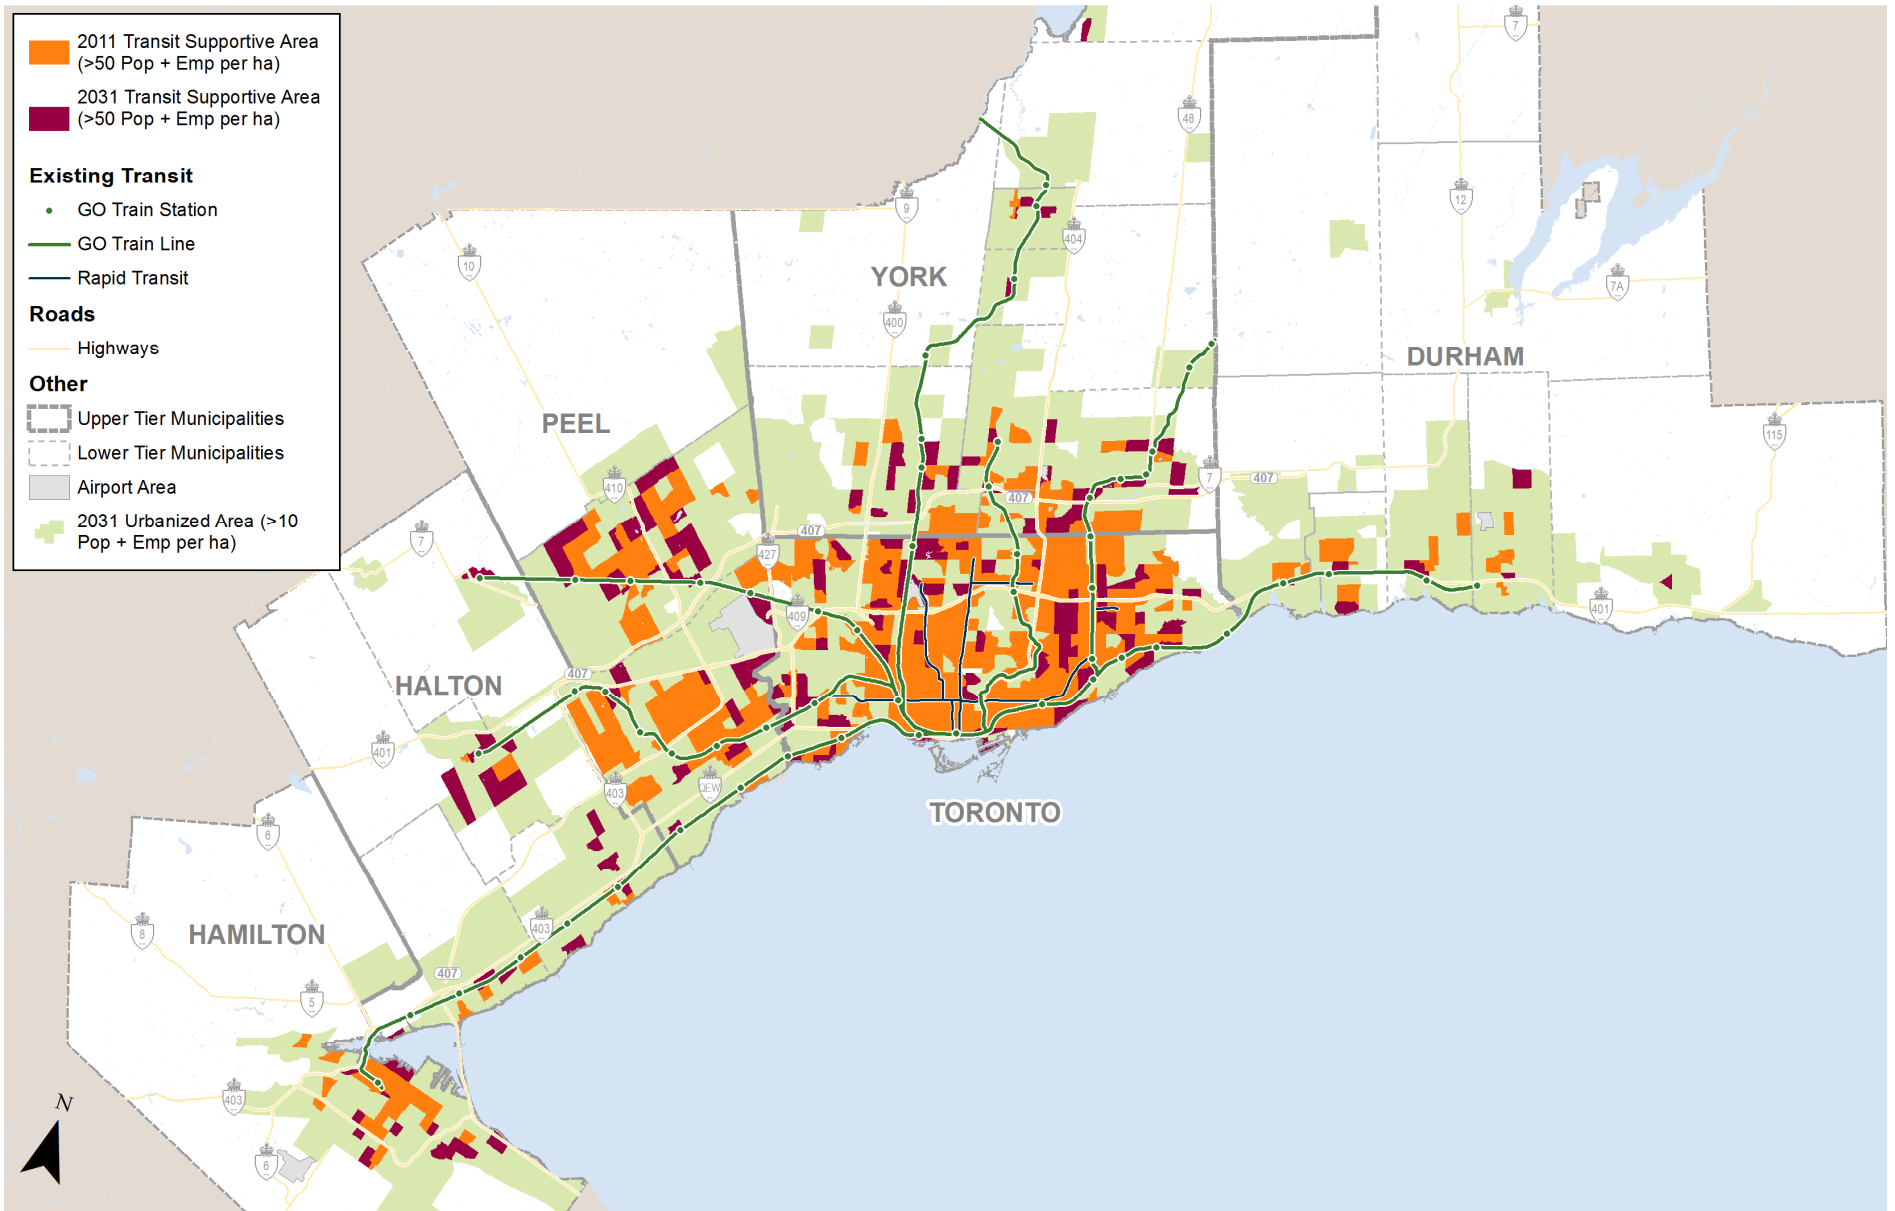 2011 Transit Supportive Area
(>50 Pop + Emp per ha)
2031 Transit Supportive Area
(>50 Pop + Emp per ha)
Existing Transit
GO Train Station
GO Train Line
Rapid Transit
Roads
Highways
Other
Upper Tier Municipalities
Lower Tier Municipalities
Airport Area
2031 Urbanized Area (>10
Pop + Emp per ha)
7
48
12
9
404
10
YORK
7A
400
DURHAM
PEEL
115
410
7
407
407
407
7
427
409
401
HALTON
407
401
403
QEW
TORONTO
6
HAMILTON
8
403
407
5
403
N
6